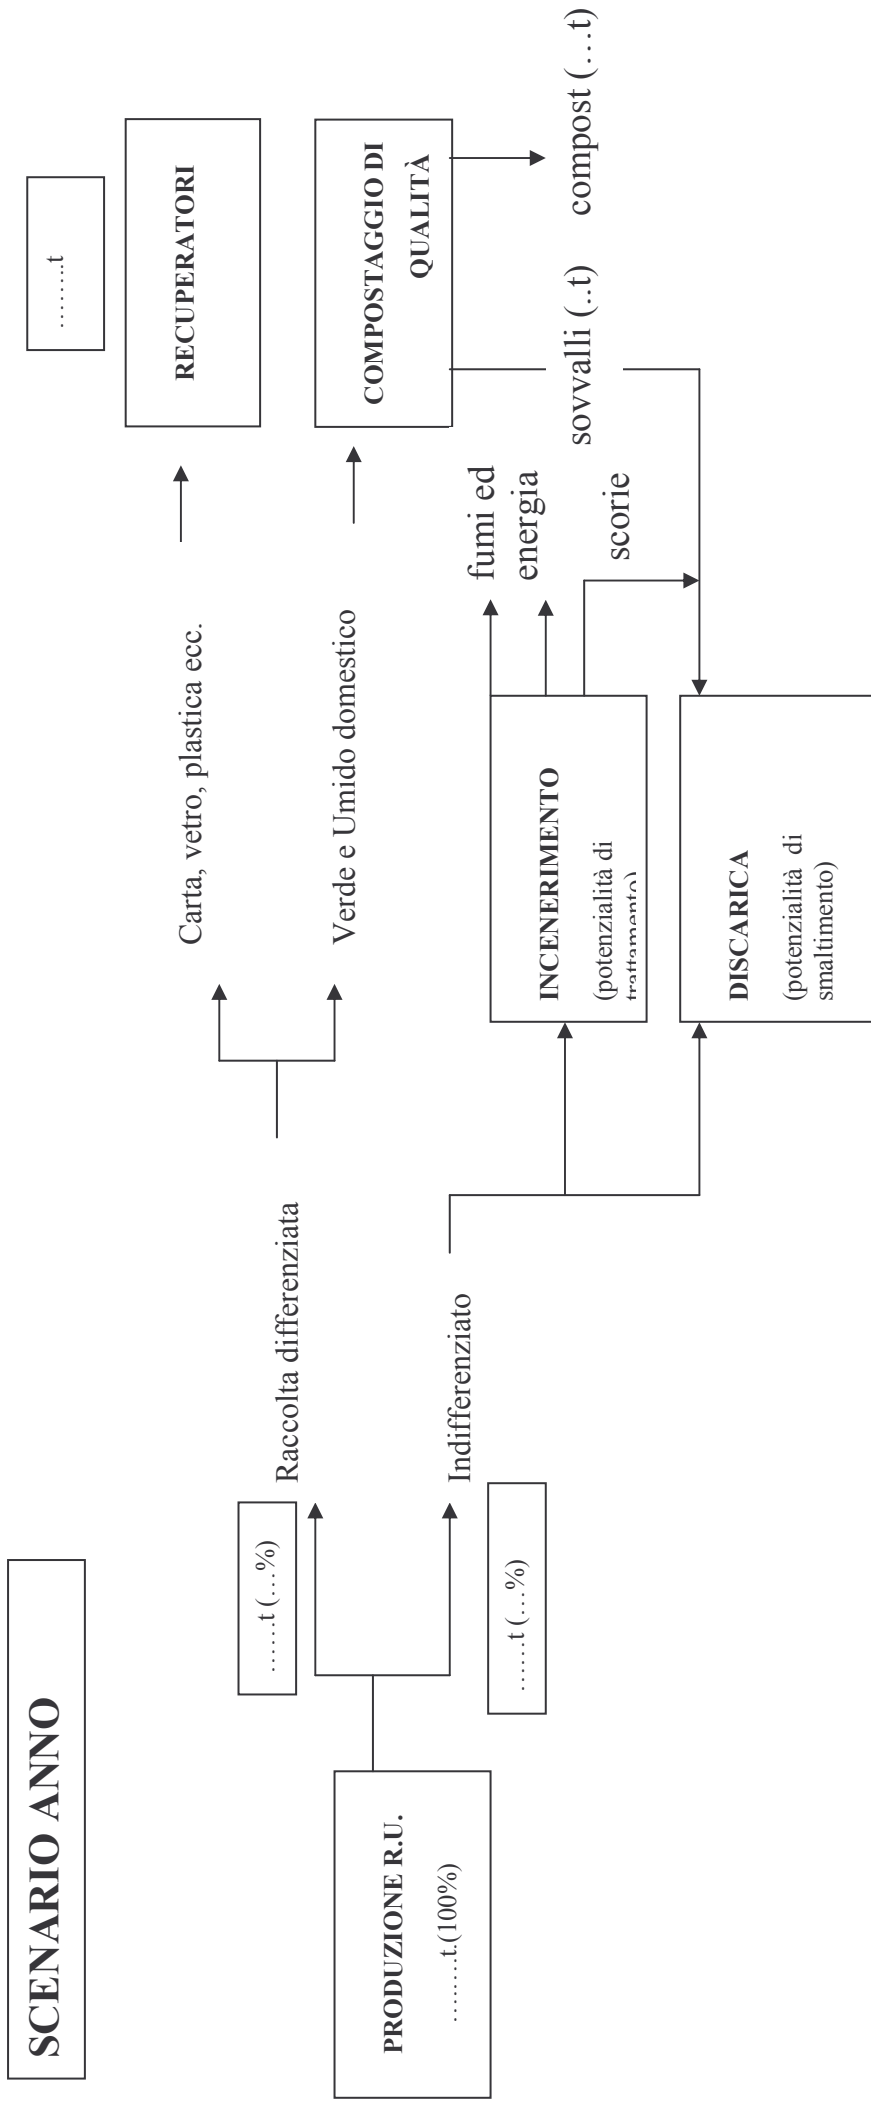 SCENARIO ANNO
PRODUZIONE R.U.
………t.(100%)
……t (…%)
Raccolta differenziata
……t (…%)
Indifferenziato
Carta, vetro, plastica ecc.
Verde e Umido domestico
……..t
RECUPERATORI
COMPOSTAGGIO DI
QUALITÀ
INCENERIMENTO
(potenzialità di
trattamento)
DISCARICA
(potenzialità di
smaltimento)
fumi ed
energia
scorie
sovvalli (..t)
compost (…t)